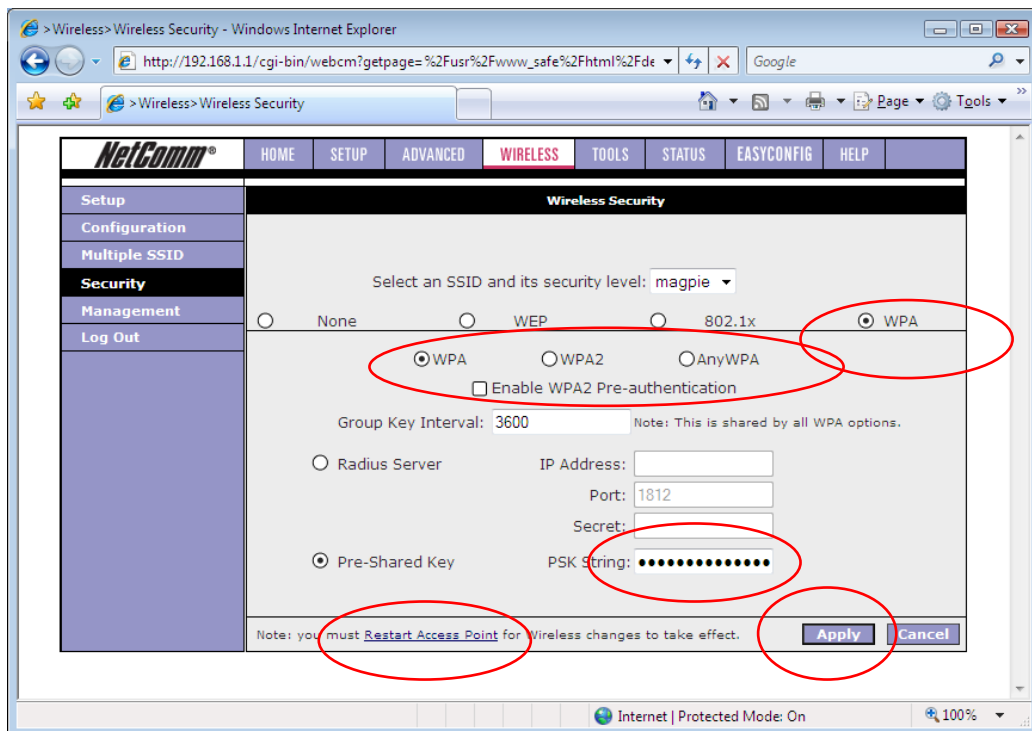 >Wireless>Wireless Security - Windows Internet Explorer
http://192.168.1.1/cgi-bin/webcm?getpage=%2Fusr%2Fwww_safe%2Fhtml%2Fde
Google
>Wireless>Wireless Security
Page Tools
NetComm®
HOME SETUP ADVANCED WIRELESS TOOLS STATUS EASYCONFIG HELP
Setup
Configuration
Multiple SSID
Security
Management
Log Out
Wireless Security
Select an SSID and its security level: magpie
None WEP 802.1x WPA
WPA WPA2 AnyWPA
Enable WPA2 Pre-authentication
Group Key Interval: 3600 Note: This is shared by all WPA options.
Radius Server IP Address:
Port: 1812
Secret:
Pre-Shared Key PSK String: ••••••••••••••
Note: you must Restart Access Point for Wireless changes to take effect. Apply Cancel
Internet | Protected Mode: On 100%